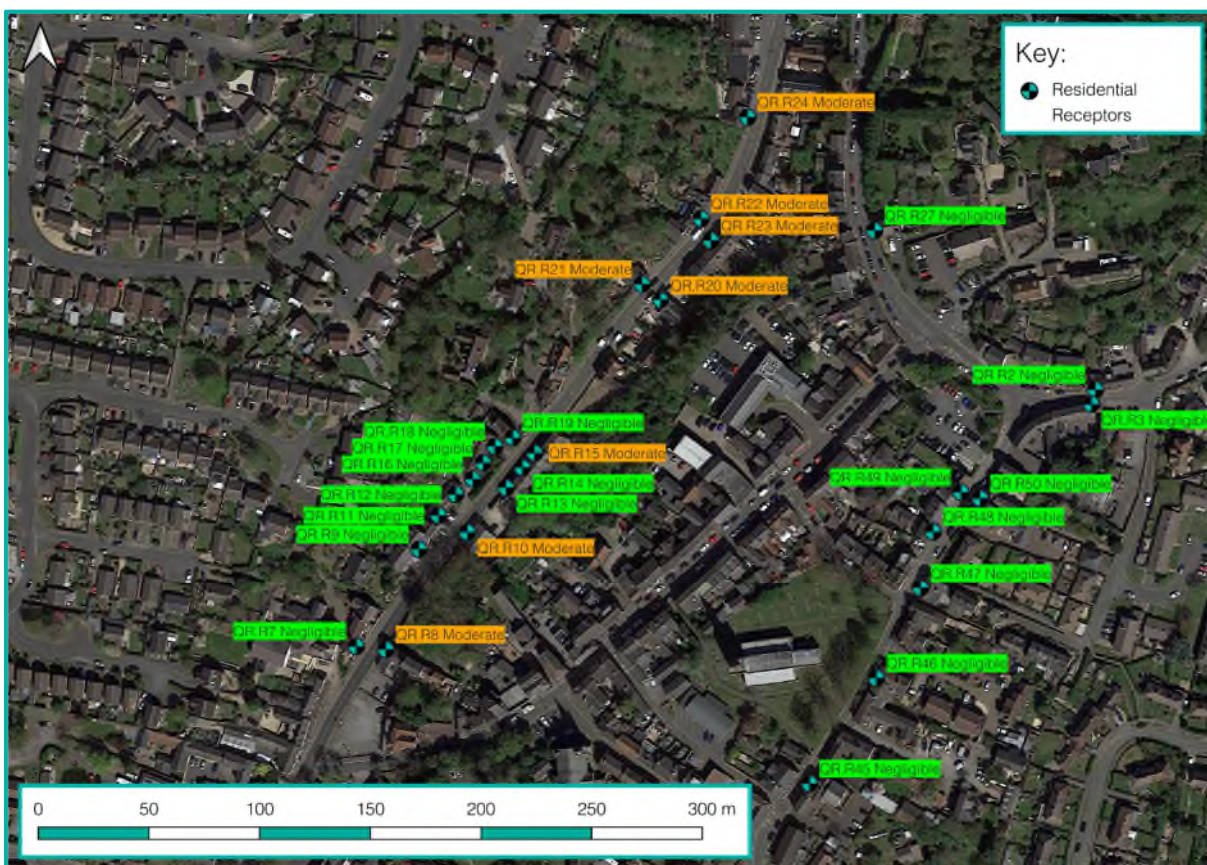 Key:
Residential
Receptors
QR.R24 Moderate
QR.R22 Moderate
QR.R27 Negligible
QR.R23 Moderate
QR.R21 Moderate
QR.R20 Moderate
QR.R2 Negligible
QR.R3 Negligible
QR.R19 Negligible
QR.R18 Negligible
QR.R17 Negligible
QR.R15 Moderate
QR.R16 Negligible
QR.R49 Negligible
QR.R14 Negligible
QR.R50 Negligible
QR.R12 Negligible
QR.R13 Negligible
QR.R11 Negligible
QR.R48 Negligible
QR.R9 Negligible
QR.R10 Moderate
QR.R47 Negligible
QR.R7 Negligible
QR.R8 Moderate
QR.R46 Negligible
QR.R45 Negligible
0 50 100 150 200 250 300 m